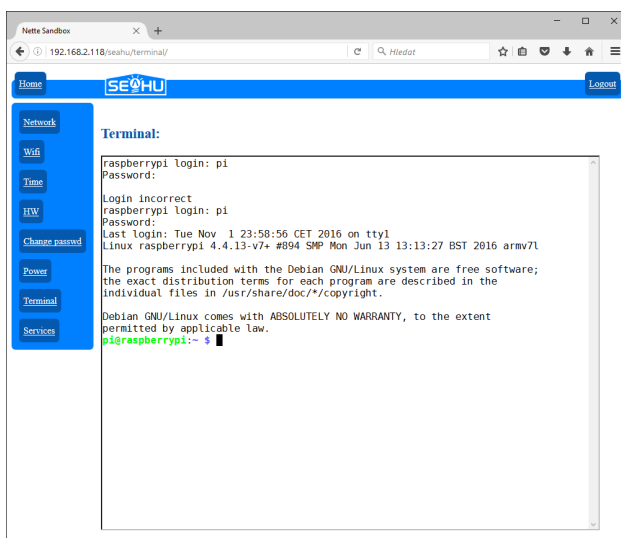 Nette Sandbox
192.168.2.118/seahu/terminal/
Hledat
Home
SEAHU
Logout
Network
Wifi
Time
HW
Change passwd
Power
Terminal
Services
Terminal:
raspberrypi login: pi
Password:
Login incorrect
raspberrypi login: pi
Password:
Last login: Tue Nov  1 23:58:56 CET 2016 on tty1
Linux raspberrypi 4.4.13-v7+ #894 SMP Mon Jun 13 13:13:27 BST 2016 armv7l
The programs included with the Debian GNU/Linux system are free software;
the exact distribution terms for each program are described in the
individual files in /usr/share/doc/*/copyright.
Debian GNU/Linux comes with ABSOLUTELY NO WARRANTY, to the extent
permitted by applicable law.
pi@raspberrypi:~ $